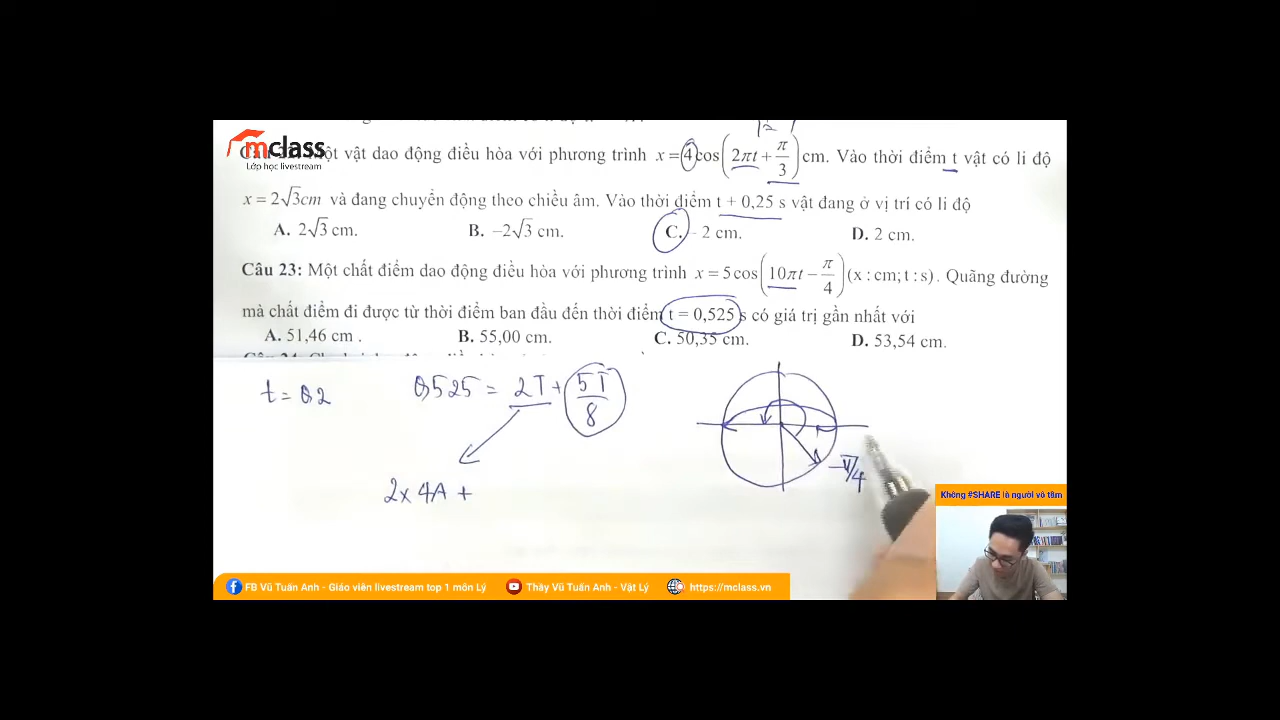 mclass
Lớp học livestream
Một vật dao động điều hòa với phương trình x = 4cos(2πt + π/3) cm. Vào thời điểm t vật có li độ
x = 2√3cm và đang chuyển động theo chiều âm. Vào thời điểm t + 0,25 s vật đang ở vị trí có li độ
A. 2√3 cm. B. −2√3 cm. C. - 2 cm. D. 2 cm.
Câu 23: Một chất điểm dao động điều hòa với phương trình x = 5cos(10πt − π/4)(x : cm; t : s). Quãng đường
mà chất điểm đi được từ thời điểm ban đầu đến thời điểm t = 0,525 s có giá trị gần nhất với
A. 51,46 cm . B. 55,00 cm. C. 50,35 cm. D. 53,54 cm.
t = 0,2 0,525 = 2T + 5T/8
−π/4
2x 4A +
Không #SHARE là người vô tâm
FB Vũ Tuấn Anh - Giáo viên livestream top 1 môn Lý Thầy Vũ Tuấn Anh - Vật Lý https://mclass.vn